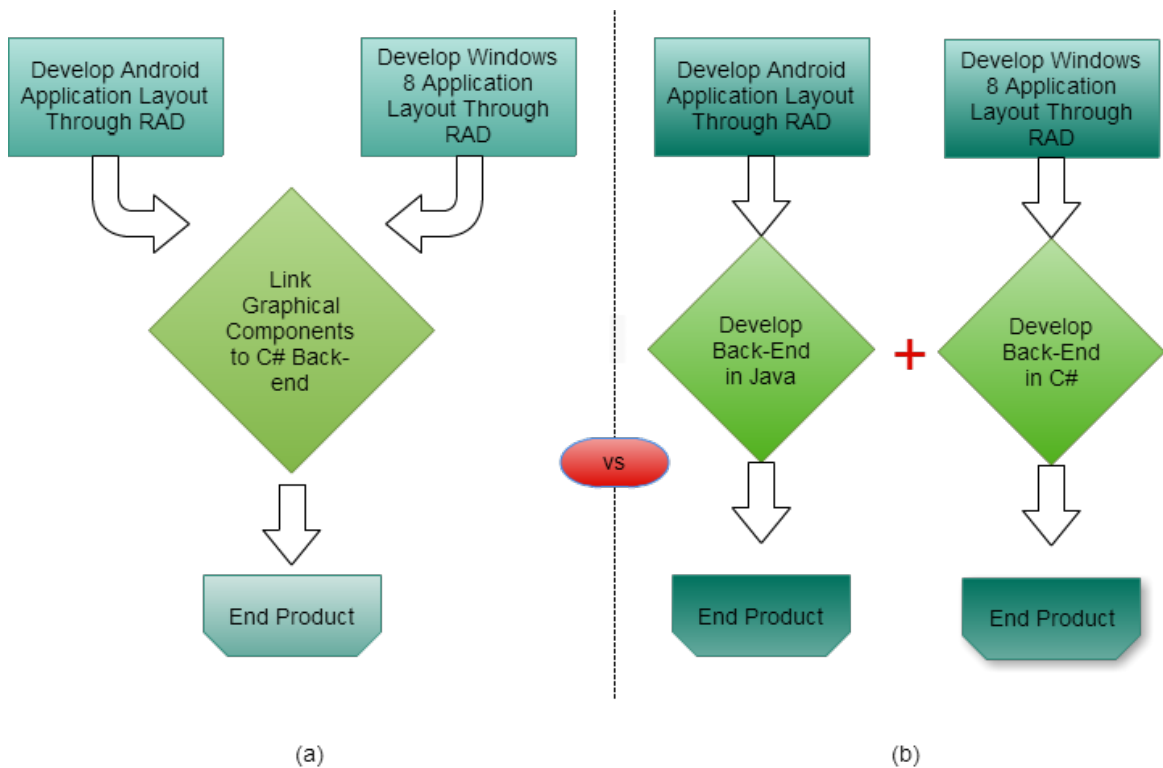 Develop Android
Application Layout
Through RAD
Develop Windows
8 Application
Layout Through
RAD
Link
Graphical
Components
to C# Back-
end
End Product
(a)
vs
Develop Android
Application Layout
Through RAD
Develop Windows
8 Application
Layout Through
RAD
Develop
Back-End
in Java
+
Develop
Back-End
in C#
End Product
End Product
(b)